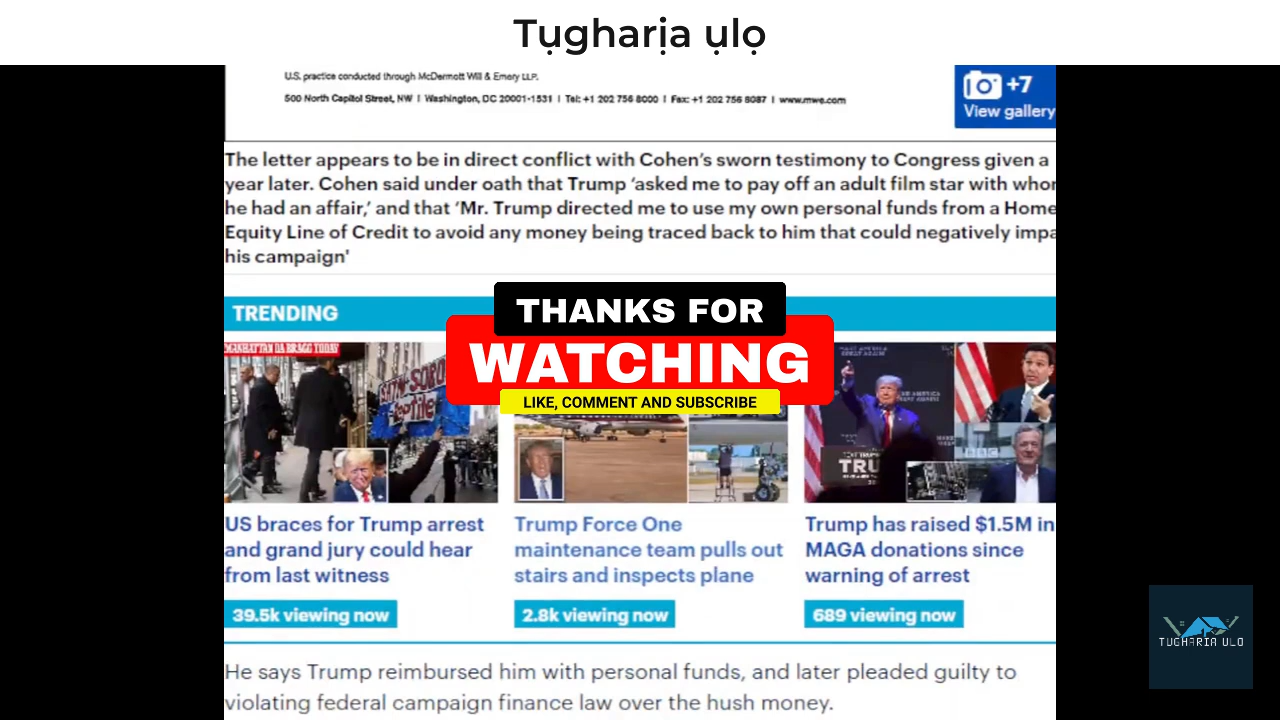 Tụgharịa ụlọ
U.S. practice conducted through McDermott Will & Emery LLP.
500 North Capitol Street, NW I Washington, DC 20001-1531 I Tel: +1 202 756 8000 I Fax: +1 202 756 8087 I www.mwe.com
+7
View gallery
The letter appears to be in direct conflict with Cohen’s sworn testimony to Congress given a
year later. Cohen said under oath that Trump ‘asked me to pay off an adult film star with whor
he had an affair,’ and that ‘Mr. Trump directed me to use my own personal funds from a Home
Equity Line of Credit to avoid any money being traced back to him that could negatively impa
his campaign'
TRENDING
THANKS FOR
WATCHING
LIKE, COMMENT AND SUBSCRIBE
MANHATTAN DA BRAGG TODAY
BBC
TRU
US braces for Trump arrest
and grand jury could hear
from last witness
Trump Force One
maintenance team pulls out
stairs and inspects plane
Trump has raised $1.5M in
MAGA donations since
warning of arrest
39.5k viewing now
2.8k viewing now
689 viewing now
He says Trump reimbursed him with personal funds, and later pleaded guilty to
violating federal campaign finance law over the hush money.
TUGHARIA ULO